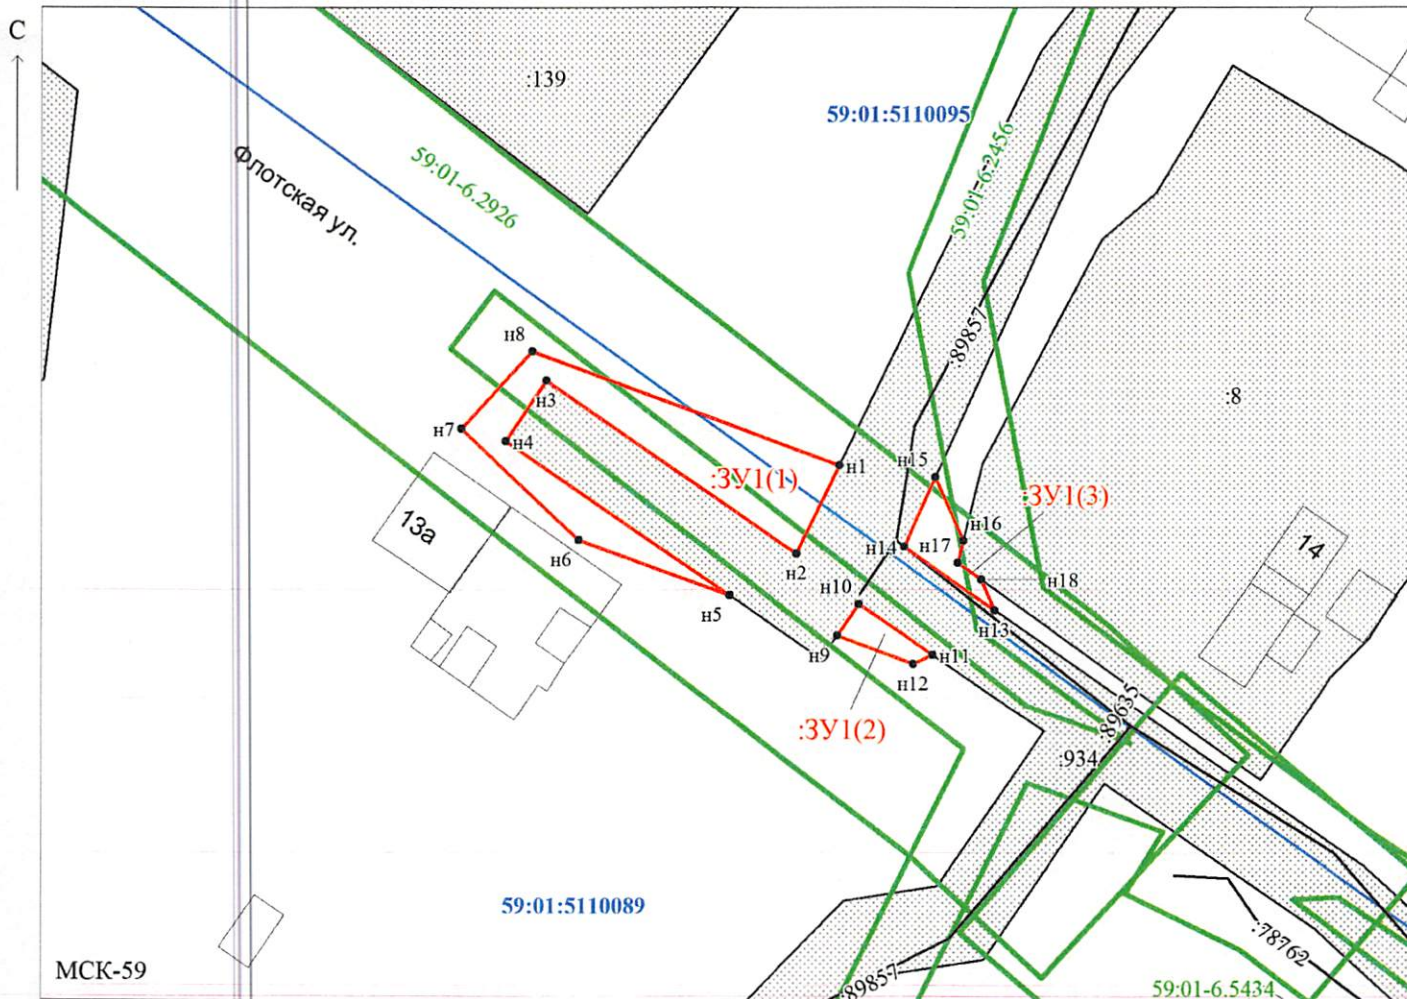 С
:139
59:01:5110095
59:01-6.2456
59:01-6.2926
Флотская ул.
:89857
н8
н3
:8
н7
н4
н1
н15
:ЗУ1(1)
:ЗУ1(3)
13а
н16
14
н6
н14
н17
н2
н18
н10
н5
н13
н9
н11
н12
:89635
:ЗУ1(2)
:934
59:01:5110089
:78762
МСК-59
:89857
59:01-6.5434